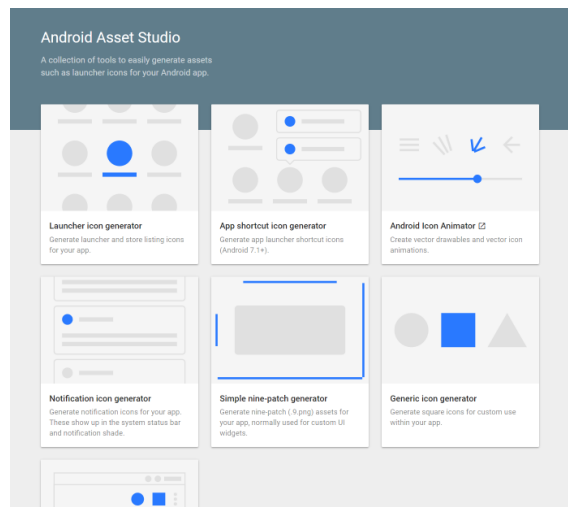 Android Asset Studio
A collection of tools to easily generate assets
such as launcher icons for your Android app.
Launcher icon generator
Generate launcher and store listing icons
for your app.
App shortcut icon generator
Generate app launcher shortcut icons
(Android 7.1+).
Android Icon Animator
Create vector drawables and vector icon
animations.
Notification icon generator
Generate notification icons for your app.
These show up in the system status bar
and notification shade.
Simple nine-patch generator
Generate nine-patch (.9.png) assets for
your app, normally used for custom UI
widgets.
Generic icon generator
Generate square icons for custom use
within your app.